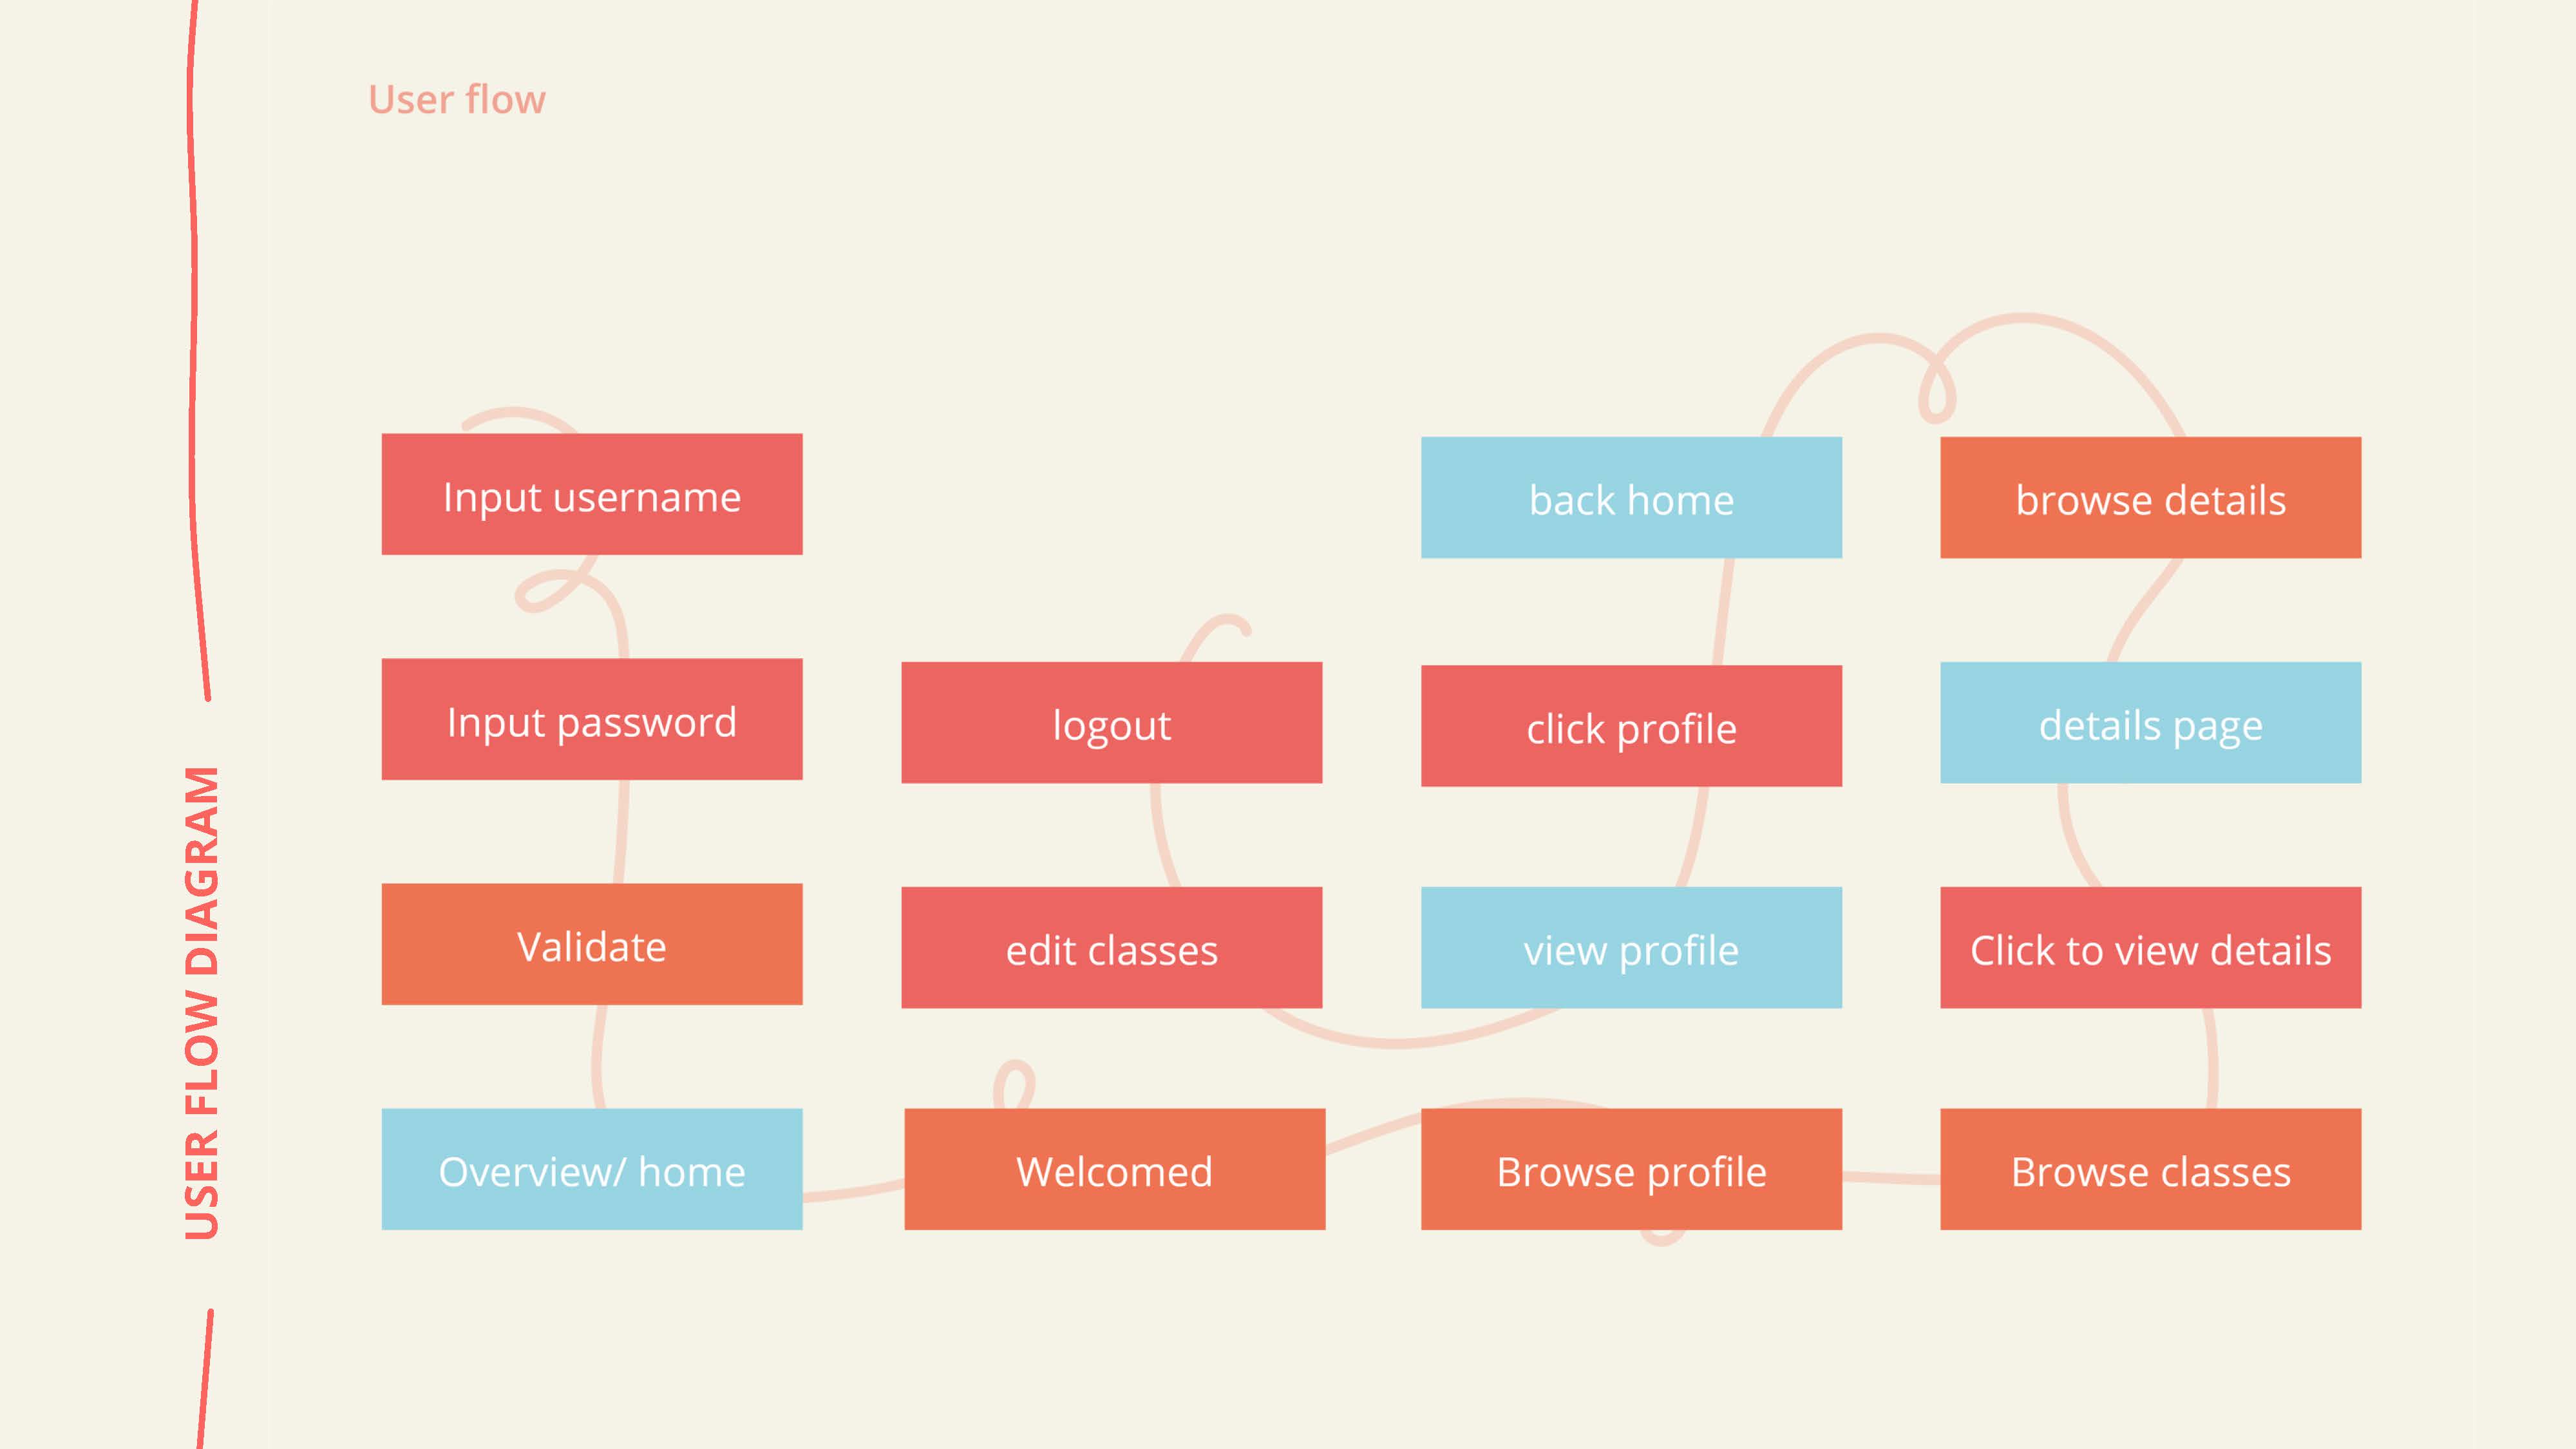 User flow
USER FLOW DIAGRAM
Input username
back home
browse details
Input password
logout
click profile
details page
Validate
edit classes
view profile
Click to view details
Overview/ home
Welcomed
Browse profile
Browse classes